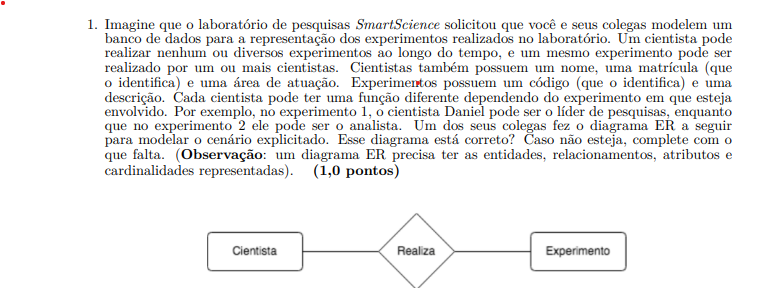 1. Imagine que o laboratório de pesquisas SmartScience solicitou que você e seus colegas modelem um
banco de dados para a representação dos experimentos realizados no laboratório. Um cientista pode
realizar nenhum ou diversos experimentos ao longo do tempo, e um mesmo experimento pode ser
realizado por um ou mais cientistas. Cientistas também possuem um nome, uma matrícula (que
o identifica) e uma área de atuação. Experimentos possuem um código (que o identifica) e uma
descrição. Cada cientista pode ter uma função diferente dependendo do experimento em que esteja
envolvido. Por exemplo, no experimento 1, o cientista Daniel pode ser o líder de pesquisas, enquanto
que no experimento 2 ele pode ser o analista. Um dos seus colegas fez o diagrama ER a seguir
para modelar o cenário explicitado. Esse diagrama está correto? Caso não esteja, complete com o
que falta. (Observação: um diagrama ER precisa ter as entidades, relacionamentos, atributos e
cardinalidades representadas). (1,0 pontos)
Cientista Realiza Experimento